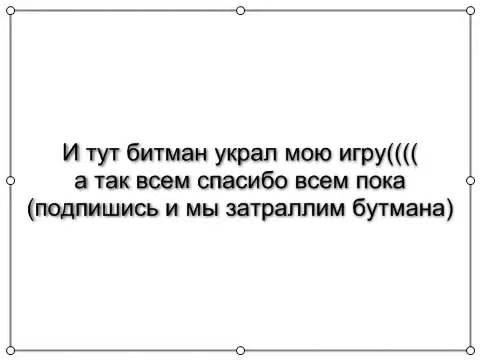 И тут битман украл мою игру((((
а так всем спасибо всем пока
(подпишись и мы затраллим бутмана)